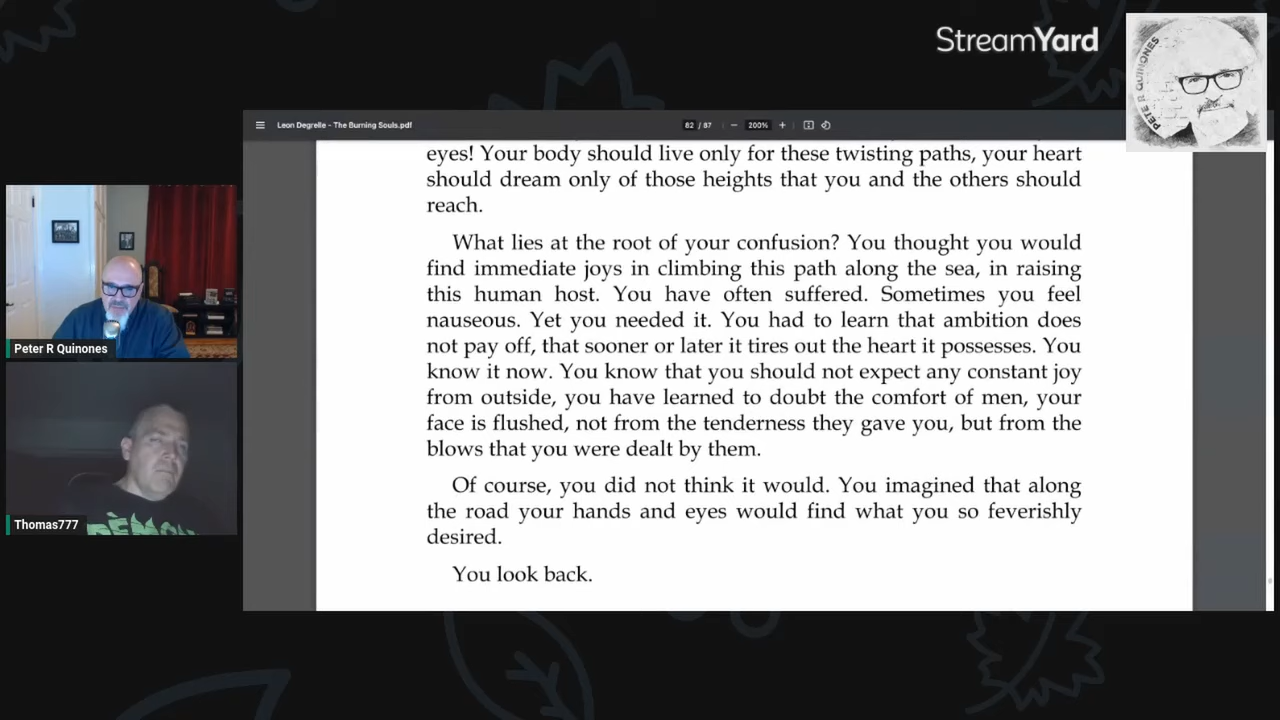 StreamYard
PETE R QUINONES
Leon Degrelle - The Burning Souls.pdf
82 / 87
200%
eyes! Your body should live only for these twisting paths, your heart
should dream only of those heights that you and the others should
reach.
What lies at the root of your confusion? You thought you would
find immediate joys in climbing this path along the sea, in raising
this human host. You have often suffered. Sometimes you feel
nauseous. Yet you needed it. You had to learn that ambition does
not pay off, that sooner or later it tires out the heart it possesses. You
know it now. You know that you should not expect any constant joy
from outside, you have learned to doubt the comfort of men, your
face is flushed, not from the tenderness they gave you, but from the
blows that you were dealt by them.
Of course, you did not think it would. You imagined that along
the road your hands and eyes would find what you so feverishly
desired.
You look back.
Peter R Quinones
Thomas777